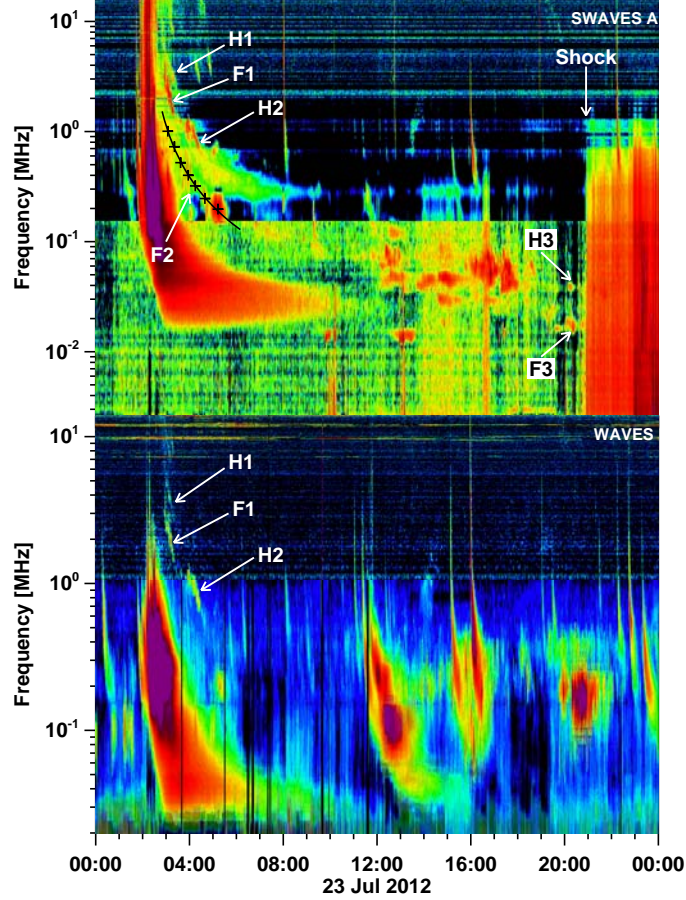 SWAVES A
10¹
H1
Shock
F1
H2
10⁰
Frequency [MHz]
10⁻¹
F2
H3
10⁻²
F3
WAVES
10¹
H1
F1
H2
10⁰
Frequency [MHz]
10⁻¹
00:00 04:00 08:00 12:00 16:00 20:00 00:00
23 Jul 2012